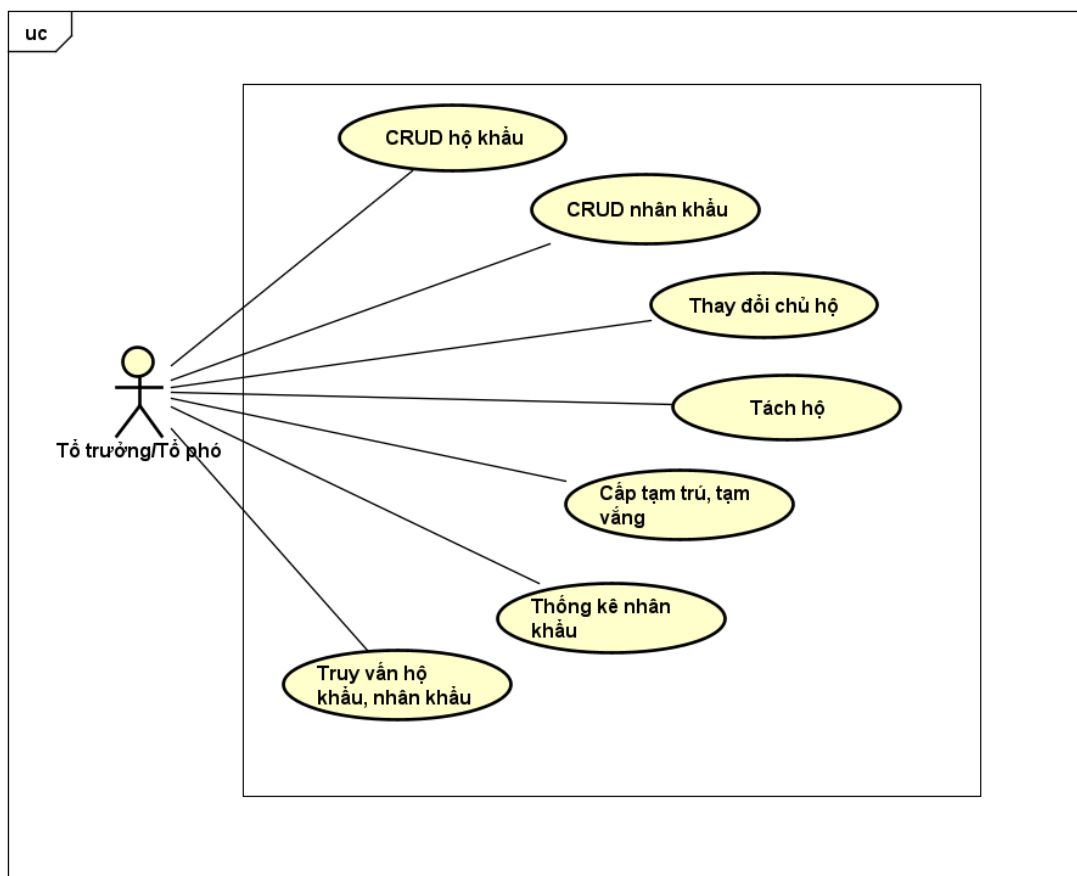 uc
CRUD hộ khẩu
CRUD nhân khẩu
Thay đổi chủ hộ
Tách hộ
Tổ trưởng/Tổ phó
Cấp tạm trú, tạm
vắng
Thống kê nhân
khẩu
Truy vấn hộ
khẩu, nhân khẩu